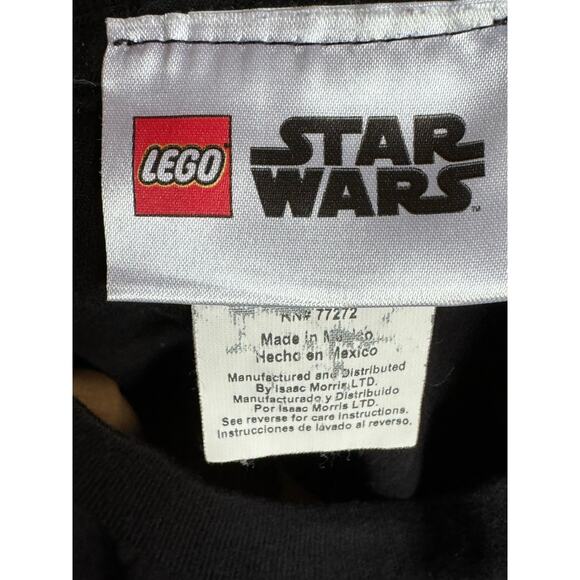 LEGO
STAR
WARS™
RN# 77272
Made in Mexico
Hecho en Mexico
Manufactured and Distributed
By Isaac Morris LTD.
Manufacturado y Distribuido
Por Isaac Morris LTD.
See reverse for care instructions.
Instrucciones de lavado al reverso.